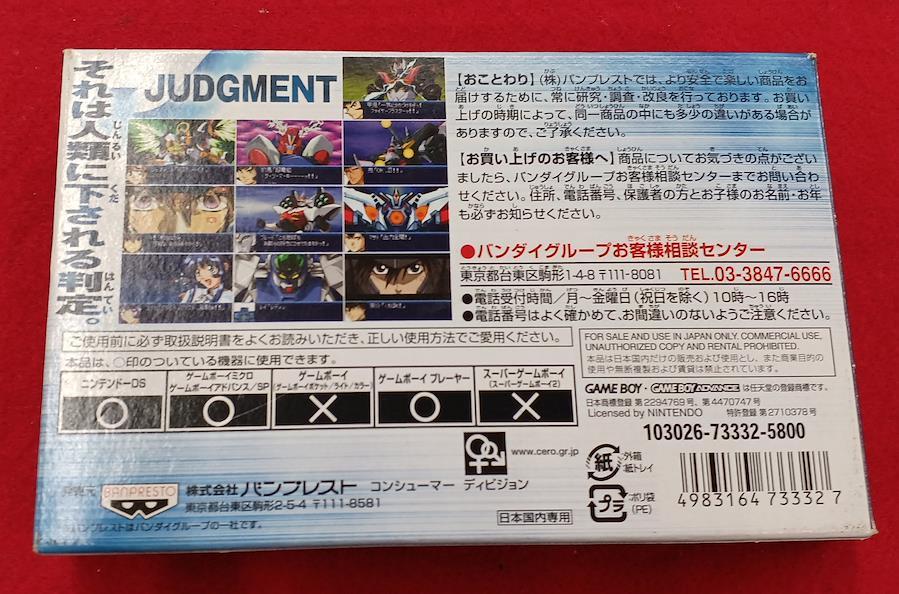 それは人類に下される判定。
JUDGMENT
【おことわり】(株)バンプレストでは、より安全で楽しい商品をお
届けするために、常に研究・調査・改良を行っております。お買い
上げの時期によって、同一商品の中にも多少の違いがある場合が
ありますので、ご了承ください。
【お買い上げのお客様へ】商品についてお気づきの点がござい
ましたら、バンダイグループお客様相談センターまでお問い合わ
せください。住所、電話番号、保護者の方とお子様のお名前・お年
も必ずお知らせください。
●バンダイグループお客様相談センター
東京都台東区駒形1-4-8 〒111-8081 TEL.03-3847-6666
●電話受付時間/月〜金曜日(祝日を除く)10時〜16時
●電話番号はよく確かめて、お間違いのないようご注意ください。
ご使用前に必ず取扱説明書をよくお読みいただき、正しい使用方法でご愛用ください。
本品は、○印のついている機器に使用できます。
ニンテンドーDS
○
ゲームボーイミクロ
ゲームボーイアドバンス/SP
○
ゲームボーイ
(ゲームボーイポケット/ライト/カラー)
×
ゲームボーイ プレーヤー
○
スーパーゲームボーイ
(スーパーゲームボーイ2)
×
FOR SALE AND USE IN JAPAN ONLY. COMMERCIAL USE,
UNAUTHORIZED COPY AND RENTAL PROHIBITED.
本品は日本国内だけの販売および使用とし、また商業目的の
使用や無断複製および賃貸は禁止されています。
GAME BOY・GAME BOY ADVANCE は任天堂の登録商標です。
日本商標登録 第2294769号、第4470747号
Licensed by NINTENDO 特許登録 第2710378号
103026-73332-5800
www.cero.gr.jp
紙
外箱
紙トレイ
プラ
ポリ袋
(PE)
4983164 733327
発売元
BANPRESTO
株式会社 バンプレスト コンシューマー ディビジョン
東京都台東区駒形2-5-4 〒111-8581
バンプレストはバンダイグループの一社です。
日本国内専用